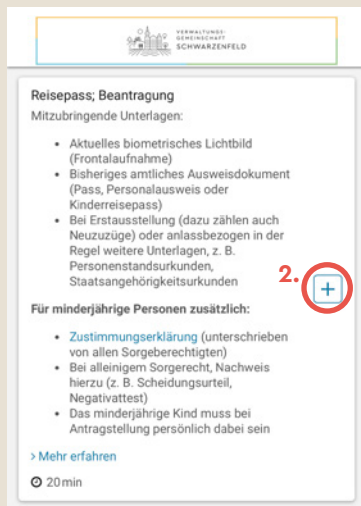 VERWALTUNGS-
GEMEINSCHAFT
SCHWARZENFELD
Reisepass; Beantragung
Mitzubringende Unterlagen:
• Aktuelles biometrisches Lichtbild
(Frontalaufnahme)
• Bisheriges amtliches Ausweisdokument
(Pass, Personalausweis oder
Kinderreisepass)
• Bei Erstausstellung (dazu zählen auch
Neuzuzüge) oder anlassbezogen in der
Regel weitere Unterlagen, z. B.
Personenstandsurkunden,
Staatsangehörigkeitsurkunden
2.
+
Für minderjährige Personen zusätzlich:
• Zustimmungserklärung (unterschrieben
von allen Sorgeberechtigten)
• Bei alleinigem Sorgerecht, Nachweis
hierzu (z. B. Scheidungsurteil,
Negativattest)
• Das minderjährige Kind muss bei
Antragstellung persönlich dabei sein
> Mehr erfahren
20 min